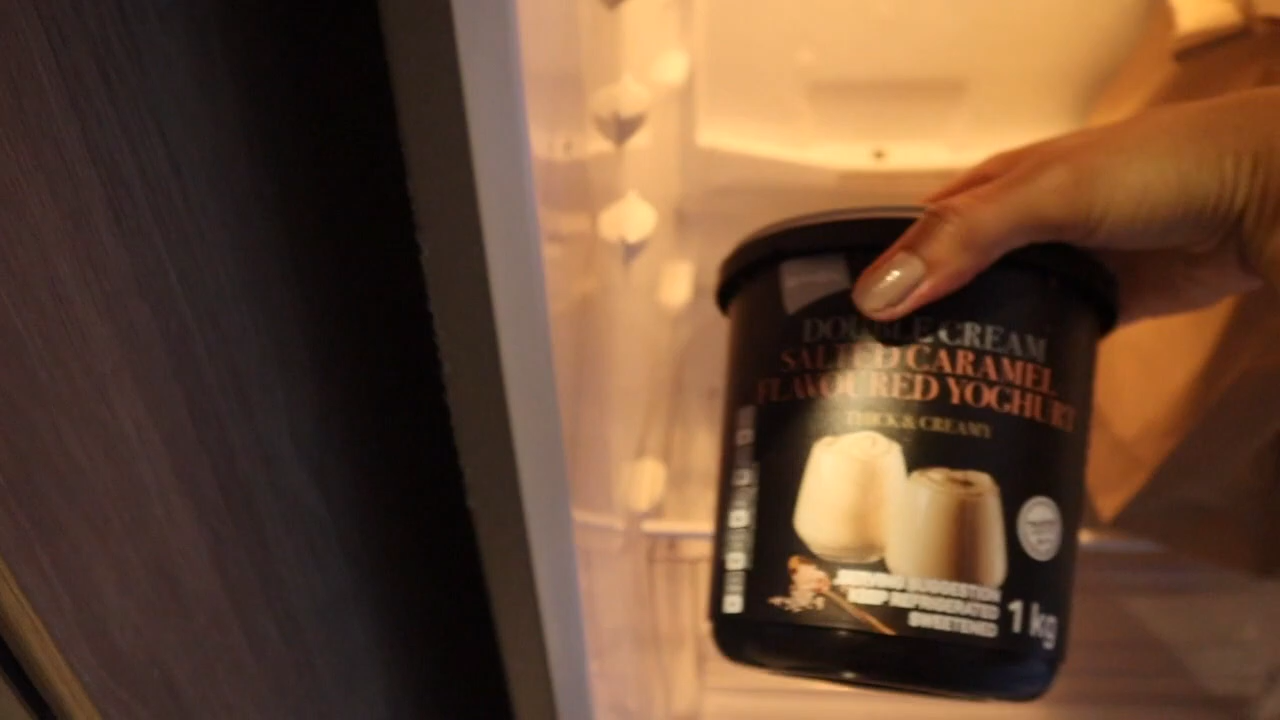 DOUBLE CREAM
SALTED CARAMEL
FLAVOURED YOGHURT
THICK & CREAMY
SERVING SUGGESTION
KEEP REFRIGERATED
SWEETENED
1 kg